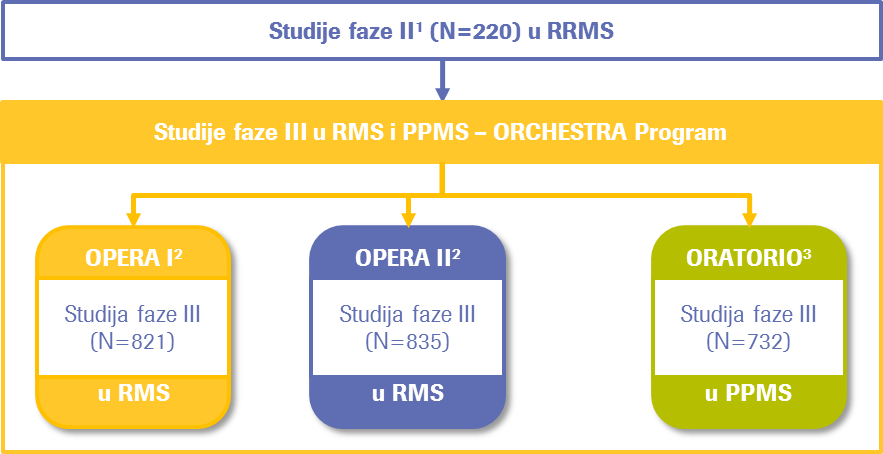 Studije faze II¹ (N=220) u RRMS
Studije faze III u RMS i PPMS – ORCHESTRA Program
OPERA I²
Studija faze III
(N=821)
u RMS
OPERA II²
Studija faze III
(N=835)
u RMS
ORATORIO³
Studija faze III
(N=732)
u PPMS